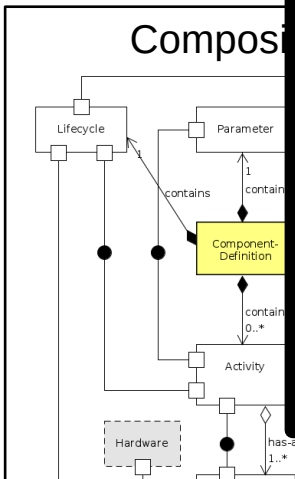 Composi
Lifecycle
Parameter
1
contains
1
contain
Component-
Definition
contain
0..*
Activity
Hardware
has-a
1..*